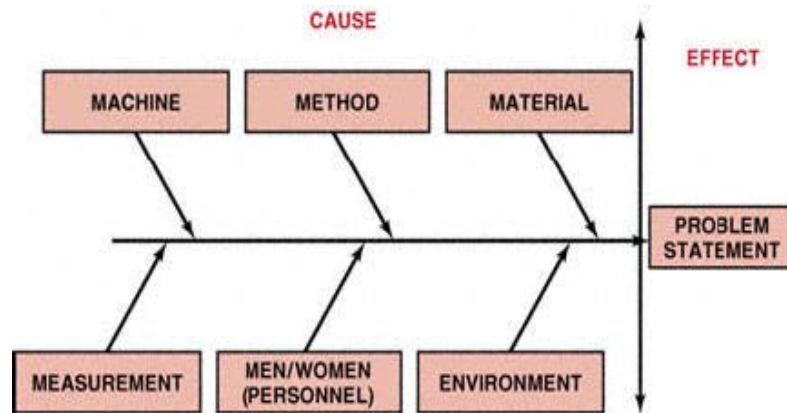 CAUSE
EFFECT
MACHINE
METHOD
MATERIAL
PROBLEM
STATEMENT
MEASUREMENT
MEN/WOMEN
(PERSONNEL)
ENVIRONMENT